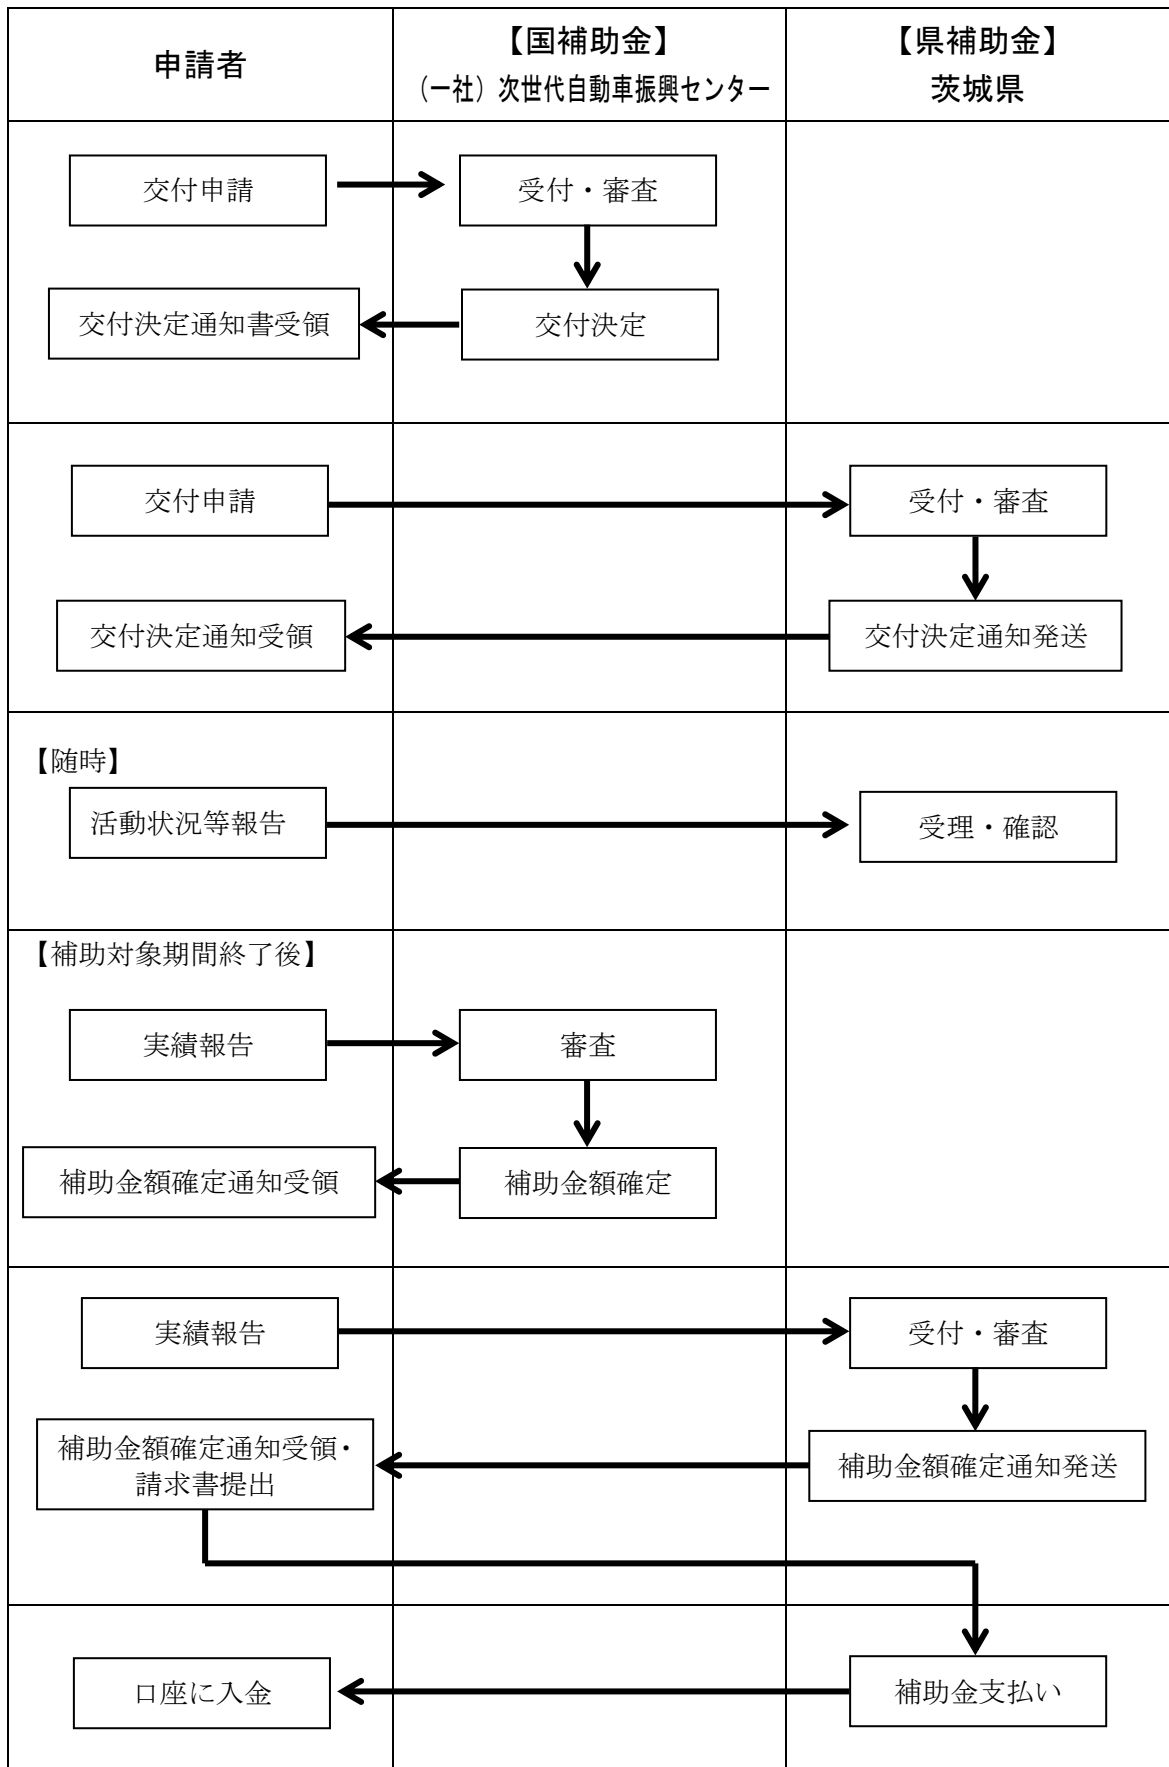 申請者
【国補助金】
（一社）次世代自動車振興センター
【県補助金】
茨城県
交付申請
受付・審査
交付決定通知書受領
交付決定
交付申請
受付・審査
交付決定通知受領
交付決定通知発送
【随時】
活動状況等報告
受理・確認
【補助対象期間終了後】
実績報告
審査
補助金額確定通知受領
補助金額確定
実績報告
受付・審査
補助金額確定通知受領・
請求書提出
補助金額確定通知発送
口座に入金
補助金支払い